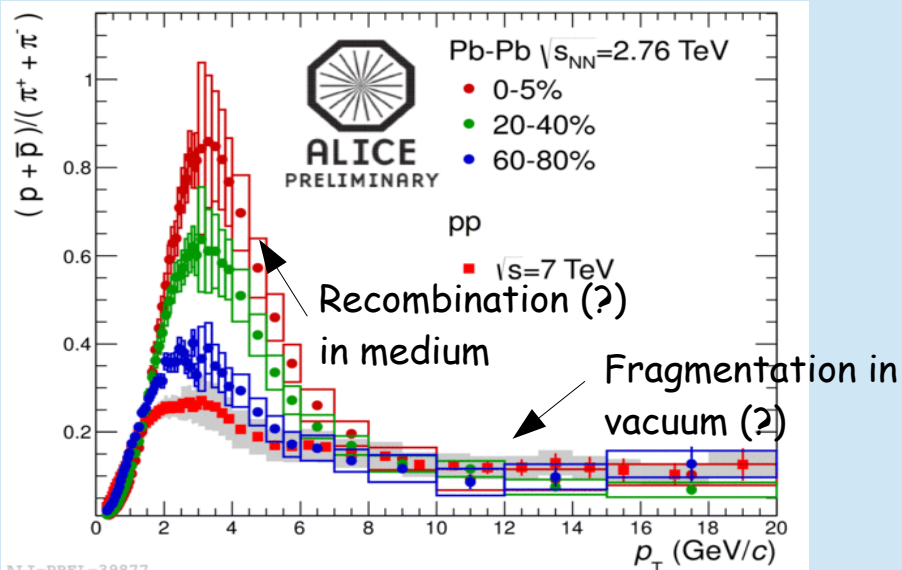 (p + p̄)/(π⁺ + π⁻)
1
0.8
0.6
0.4
0.2
ALICE
PRELIMINARY
Pb-Pb √s_NN=2.76 TeV
0-5%
20-40%
60-80%
pp
√s=7 TeV
Recombination (?)
in medium
Fragmentation in
vacuum (?)
0 2 4 6 8 10 12 14 16 18 20
p_T (GeV/c)